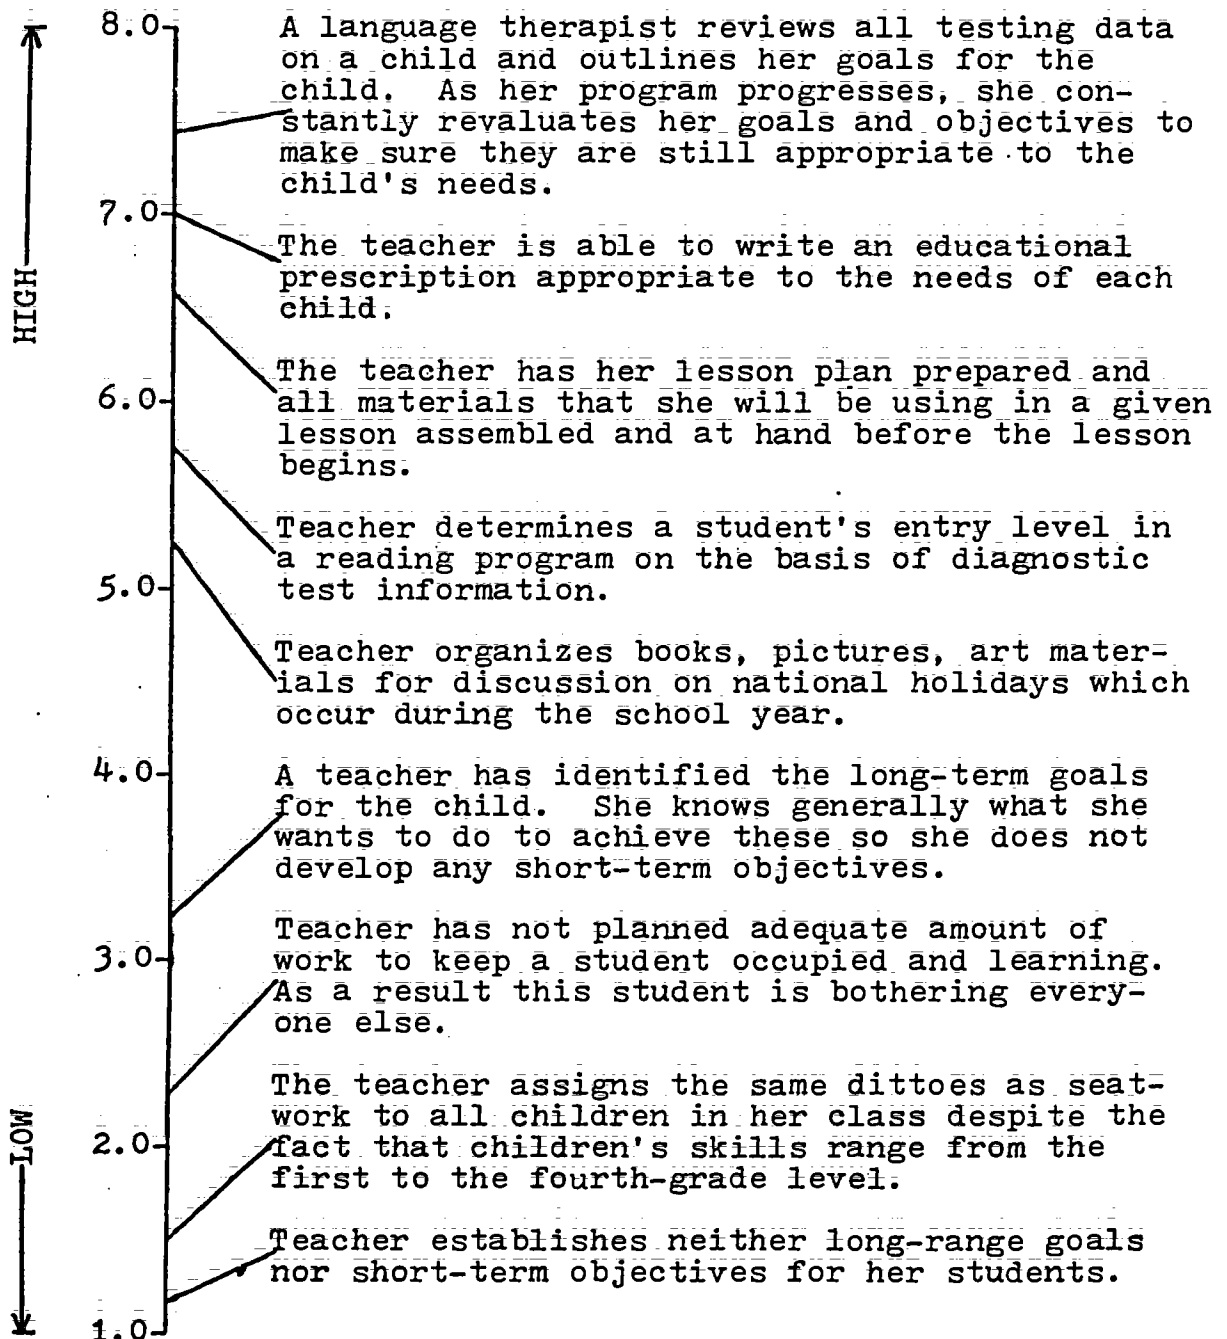 8.0
A language therapist reviews all testing data
on a child and outlines her goals for the
child. As her program progresses, she con-
stantly revaluates her goals and objectives to
make sure they are still appropriate to the
child's needs.
7.0
The teacher is able to write an educational
prescription appropriate to the needs of each
child.
HIGH
The teacher has her lesson plan prepared and
6.0
all materials that she will be using in a given
lesson assembled and at hand before the lesson
begins.
Teacher determines a student's entry level in
a reading program on the basis of diagnostic
5.0
test information.
Teacher organizes books, pictures, art mater-
ials for discussion on national holidays which
occur during the school year.
4.0
A teacher has identified the long-term goals
for the child. She knows generally what she
wants to do to achieve these so she does not
develop any short-term objectives.
Teacher has not planned adequate amount of
3.0
work to keep a student occupied and learning.
As a result this student is bothering every-
one else.
The teacher assigns the same dittoes as seat-
work to all children in her class despite the
LOW
2.0
fact that children's skills range from the
first to the fourth-grade level.
Teacher establishes neither long-range goals
nor short-term objectives for her students.
1.0